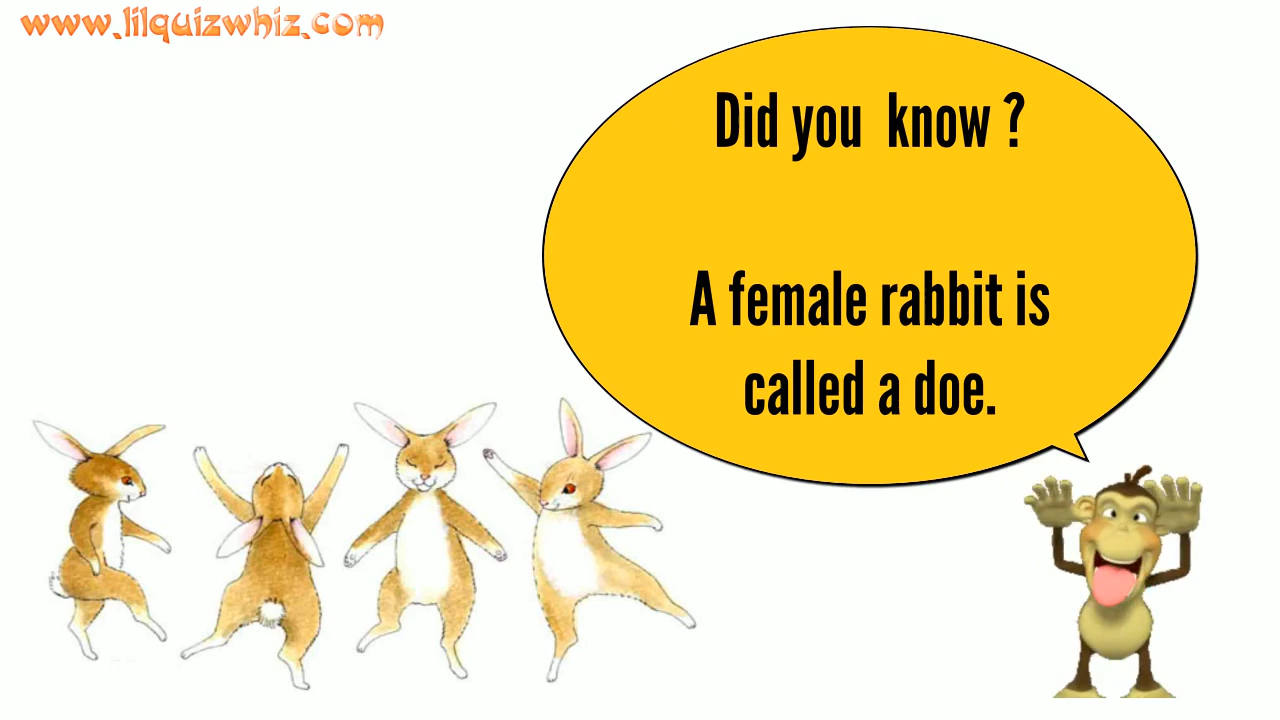 www.lilquizwhiz.com
Did you know ?
A female rabbit is
called a doe.